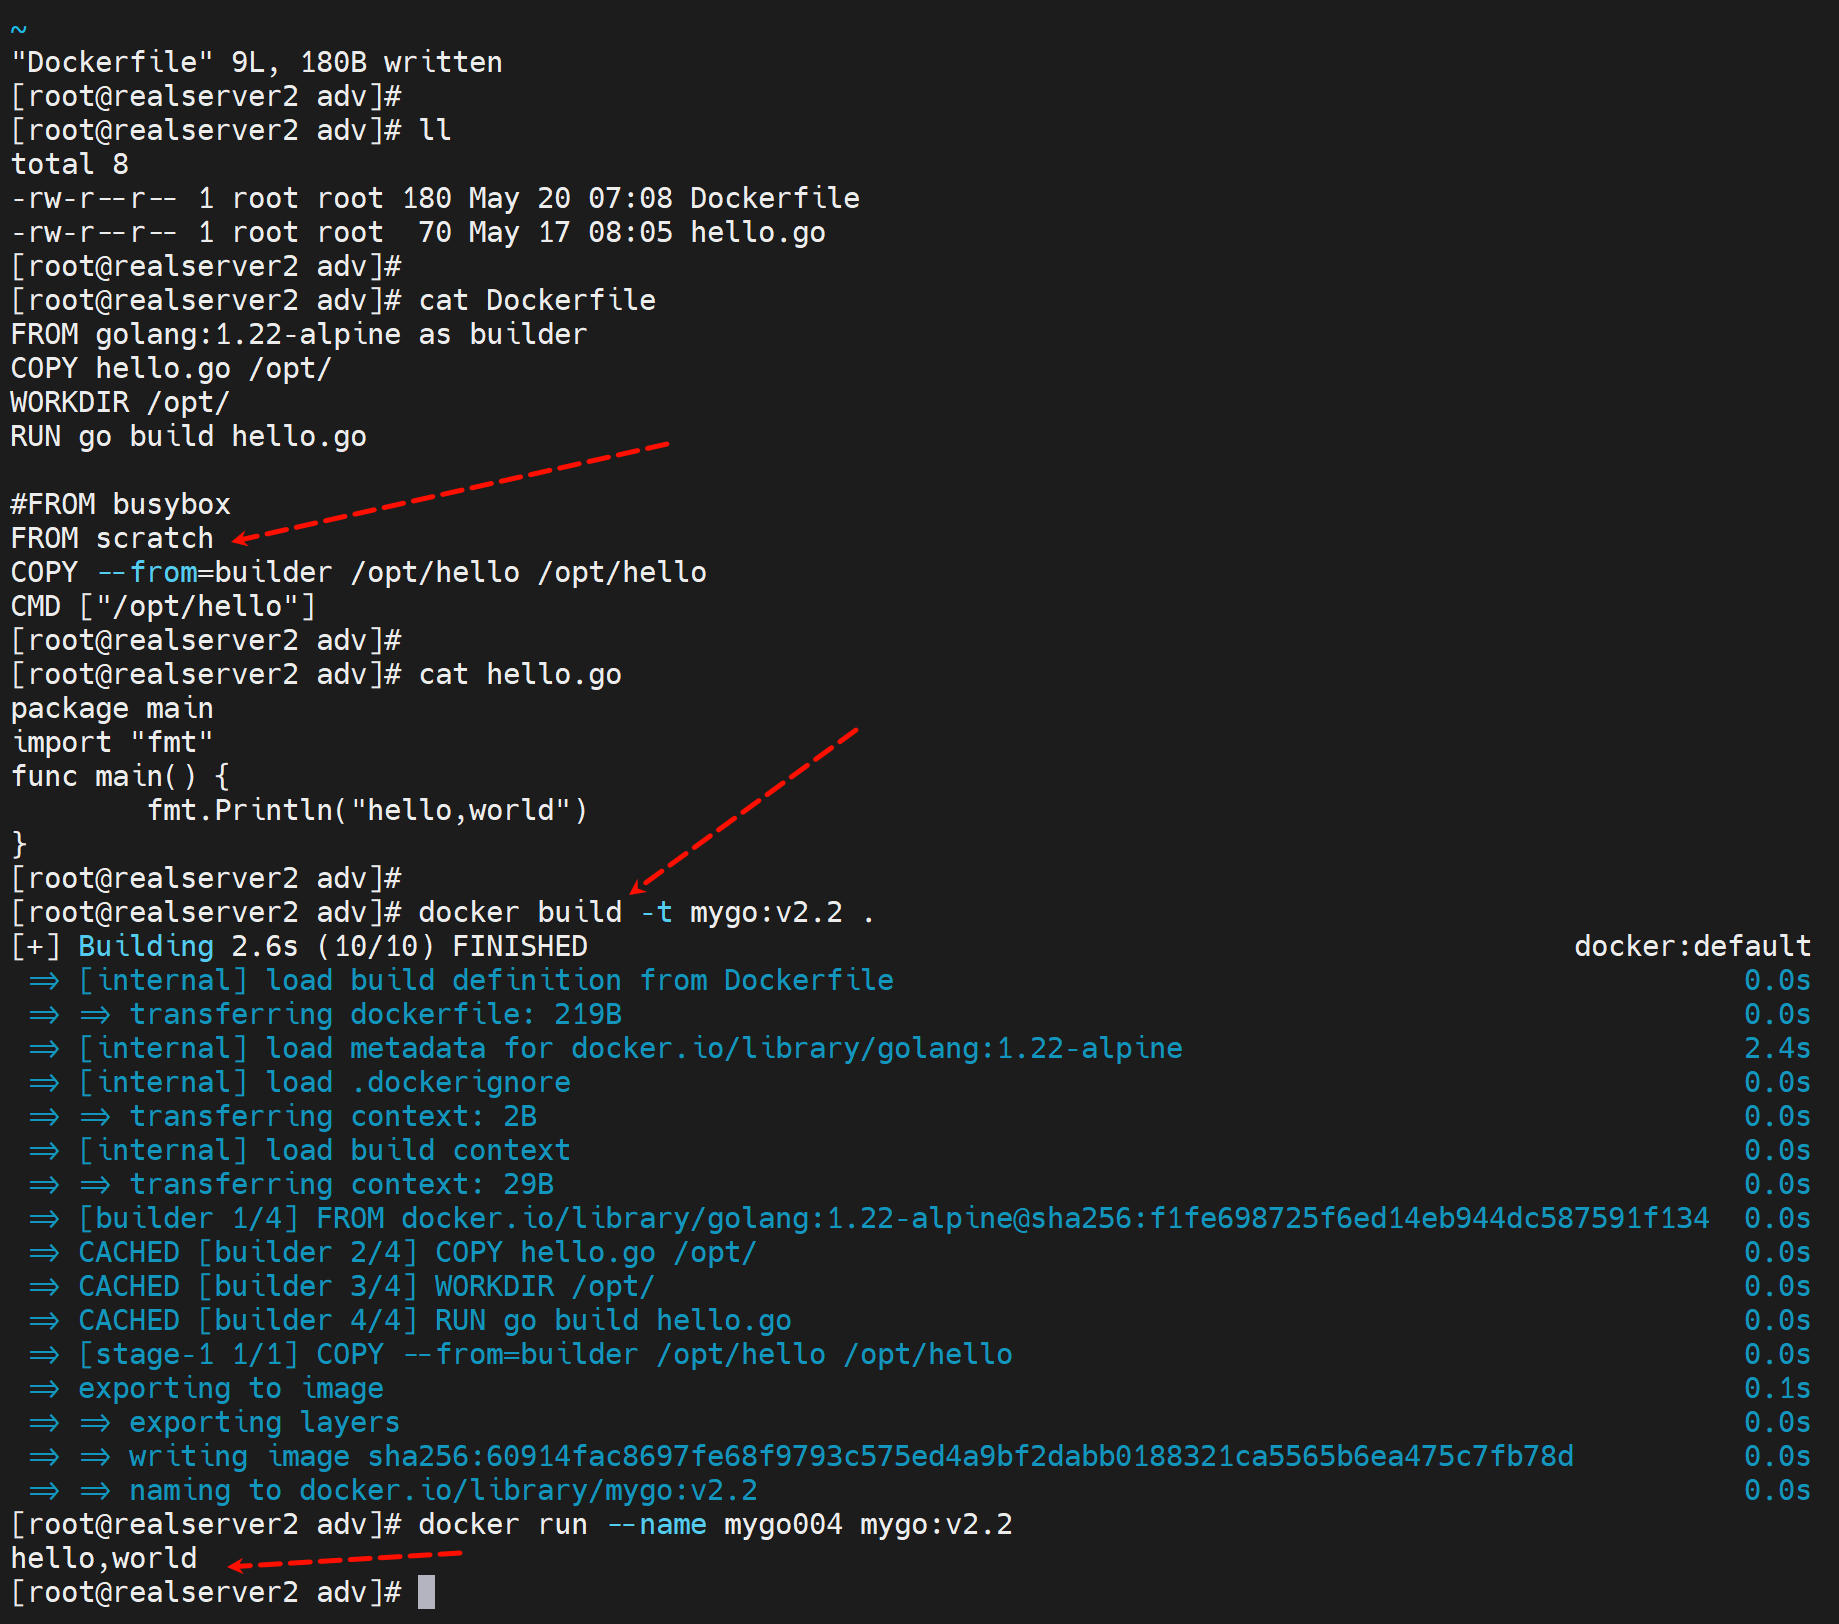 ~
"Dockerfile" 9L, 180B written
[root@realserver2 adv]#
[root@realserver2 adv]# ll
total 8
-rw-r--r-- 1 root root 180 May 20 07:08 Dockerfile
-rw-r--r-- 1 root root  70 May 17 08:05 hello.go
[root@realserver2 adv]#
[root@realserver2 adv]# cat Dockerfile
FROM golang:1.22-alpine as builder
COPY hello.go /opt/
WORKDIR /opt/
RUN go build hello.go

#FROM busybox
FROM scratch
COPY --from=builder /opt/hello /opt/hello
CMD ["/opt/hello"]
[root@realserver2 adv]#
[root@realserver2 adv]# cat hello.go
package main
import "fmt"
func main() {
        fmt.Println("hello,world")
}
[root@realserver2 adv]#
[root@realserver2 adv]# docker build -t mygo:v2.2 .
[+] Building 2.6s (10/10) FINISHED docker:default
 => [internal] load build definition from Dockerfile 0.0s
 => => transferring dockerfile: 219B 0.0s
 => [internal] load metadata for docker.io/library/golang:1.22-alpine 2.4s
 => [internal] load .dockerignore 0.0s
 => => transferring context: 2B 0.0s
 => [internal] load build context 0.0s
 => => transferring context: 29B 0.0s
 => [builder 1/4] FROM docker.io/library/golang:1.22-alpine@sha256:f1fe698725f6ed14eb944dc587591f134 0.0s
 => CACHED [builder 2/4] COPY hello.go /opt/ 0.0s
 => CACHED [builder 3/4] WORKDIR /opt/ 0.0s
 => CACHED [builder 4/4] RUN go build hello.go 0.0s
 => [stage-1 1/1] COPY --from=builder /opt/hello /opt/hello 0.0s
 => exporting to image 0.1s
 => => exporting layers 0.0s
 => => writing image sha256:60914fac8697fe68f9793c575ed4a9bf2dabb0188321ca5565b6ea475c7fb78d 0.0s
 => => naming to docker.io/library/mygo:v2.2 0.0s
[root@realserver2 adv]# docker run --name mygo004 mygo:v2.2
hello,world
[root@realserver2 adv]#